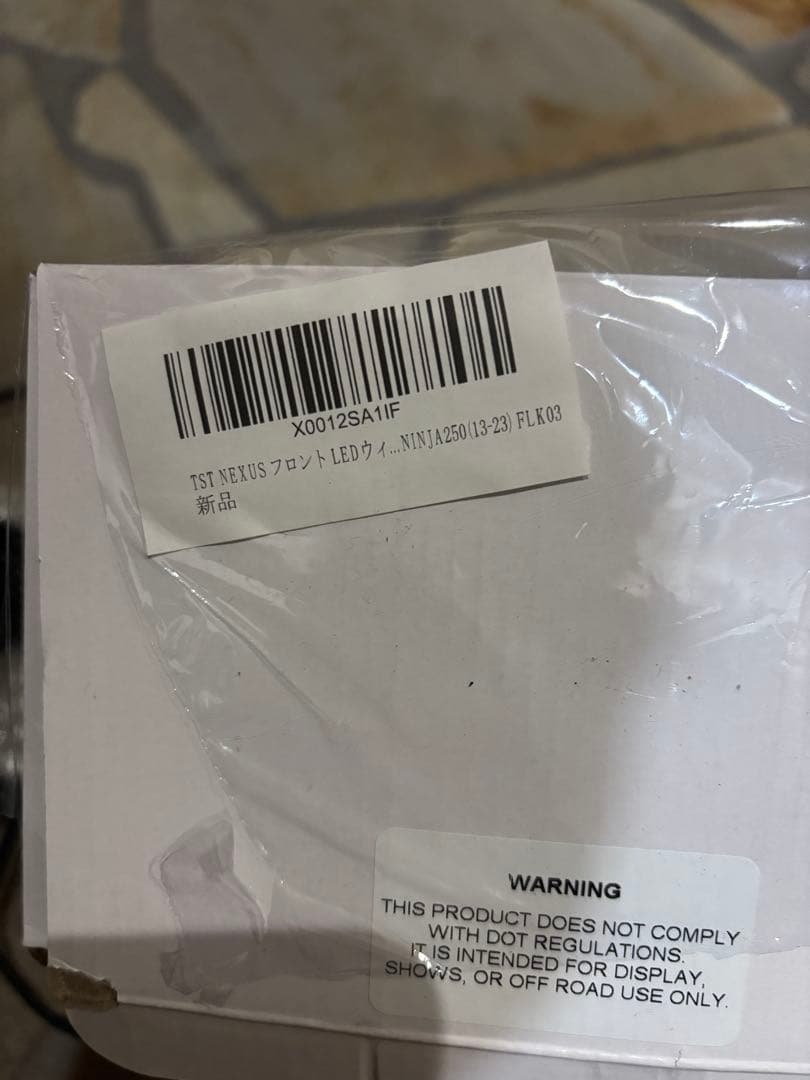 X0012SA1IF
TST NEXUS フロント LEDウィ...NINJA250(13-23) FLK03
新品
WARNING
THIS PRODUCT DOES NOT COMPLY
WITH DOT REGULATIONS.
IT IS INTENDED FOR DISPLAY,
SHOWS, OR OFF ROAD USE ONLY.